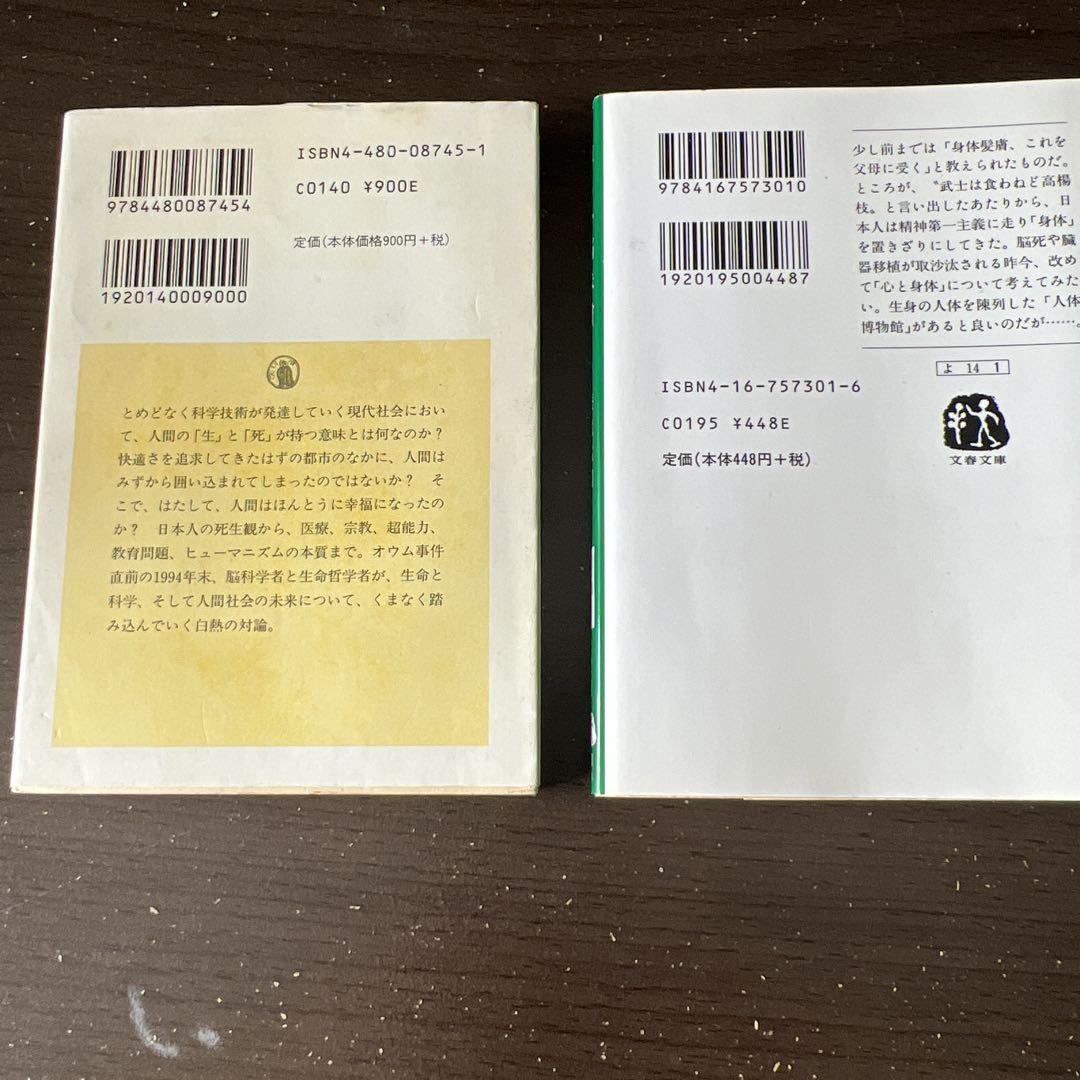 ISBN4-480-08745-1
C0140 ¥900E
9784480087454
定価(本体価格900円+税)
1920140009000
とめどなく科学技術が発達していく現代社会におい
て、人間の「生」と「死」が持つ意味とは何なのか?
快適さを追求してきたはずの都市のなかに、人間は
みずから囲い込まれてしまったのではないか? そ
こで、はたして、人間はほんとうに幸福になったの
か? 日本人の死生観から、医療、宗教、超能力、
教育問題、ヒューマニズムの本質まで。オウム事件
直前の1994年末、脳科学者と生命哲学者が、生命と
科学、そして人間社会の未来について、くまなく踏
み込んでいく白熱の対論。
9784167573010
1920195004487
少し前までは「身体髪膚、これを
父母に受く」と教えられたものだ。
ところが、〝武士は食わねど高楊
枝〟と言い出したあたりから、日
本人は精神第一主義に走り「身体」
を置きざりにしてきた。脳死や臓
器移植が取沙汰される昨今、改め
て「心と身体」について考えてみた
い。生身の人体を陳列した「人体
博物館」があると良いのだが……。
よ 14 1
文春文庫
ISBN4-16-757301-6
C0195 ¥448E
定価(本体448円+税)